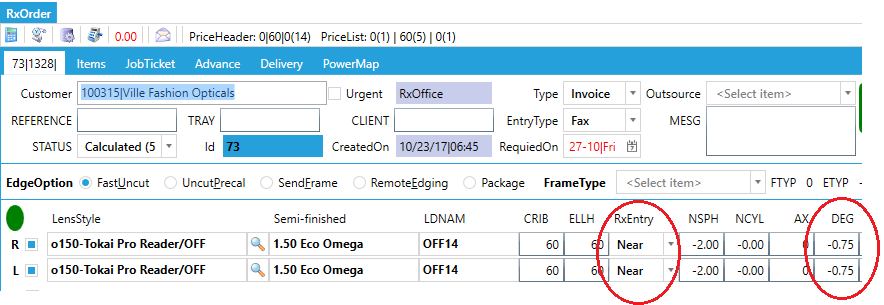 RxOrder
0.00 PriceHeader: 0|60|0(14) PriceList: 0(1) | 60(5) | 0(1)
73|1328| Items JobTicket Advance Delivery PowerMap
Customer 100315|Ville Fashion Opticals Urgent RxOffice Type Invoice Outsource <Select item>
REFERENCE TRAY CLIENT EntryType Fax MESG
STATUS Calculated (5 Id 73 CreatedOn 10/23/17|06:45 RequiedOn 27-10|Fri
EdgeOption FastUncut UncutPrecal SendFrame RemoteEdging Package FrameType <Select item> FTYP 0 ETYP -
LensStyle Semi-finished LDNAM CRIB ELLH RxEntry NSPH NCYL AX DEG
R o150-Tokai Pro Reader/OFF 1.50 Eco Omega OFF14 60 60 Near -2.00 -0.00 0 -0.75
L o150-Tokai Pro Reader/OFF 1.50 Eco Omega OFF14 60 60 Near -2.00 -0.00 0 -0.75